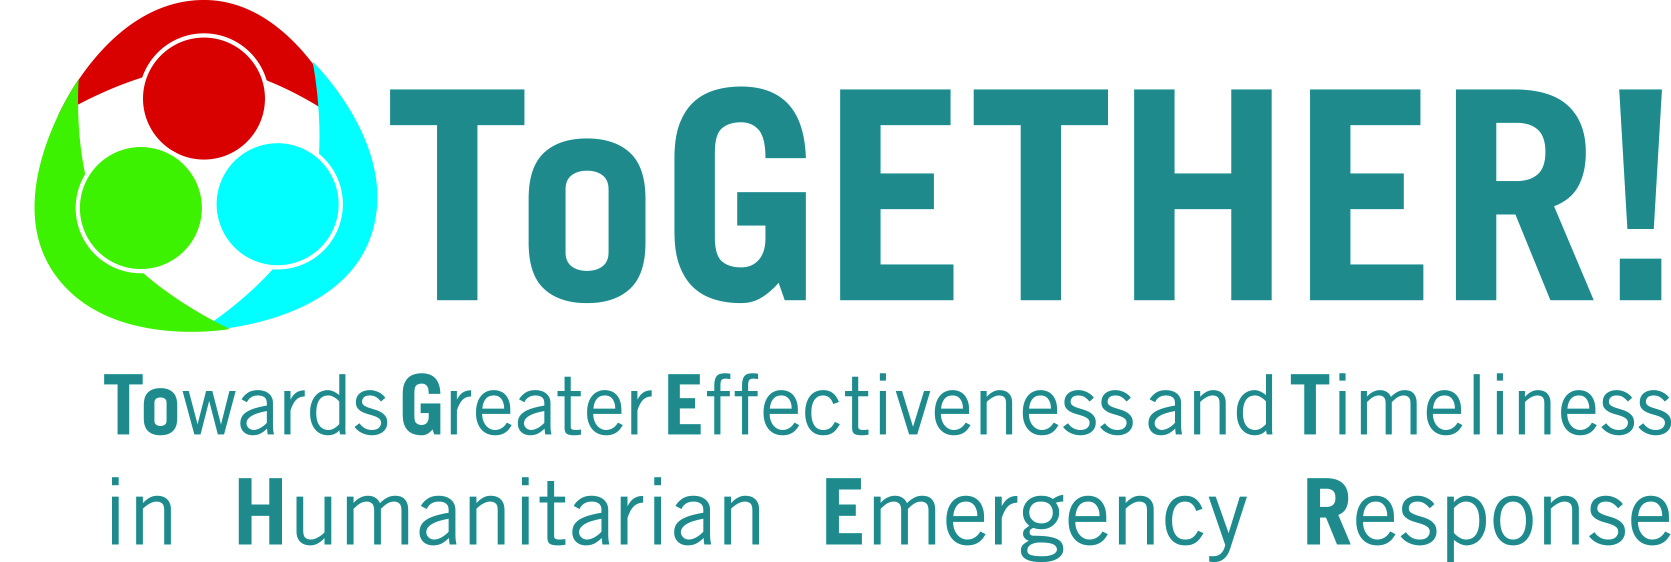 ToGETHER!
Towards Greater Effectiveness and Timeliness
in Humanitarian Emergency Response